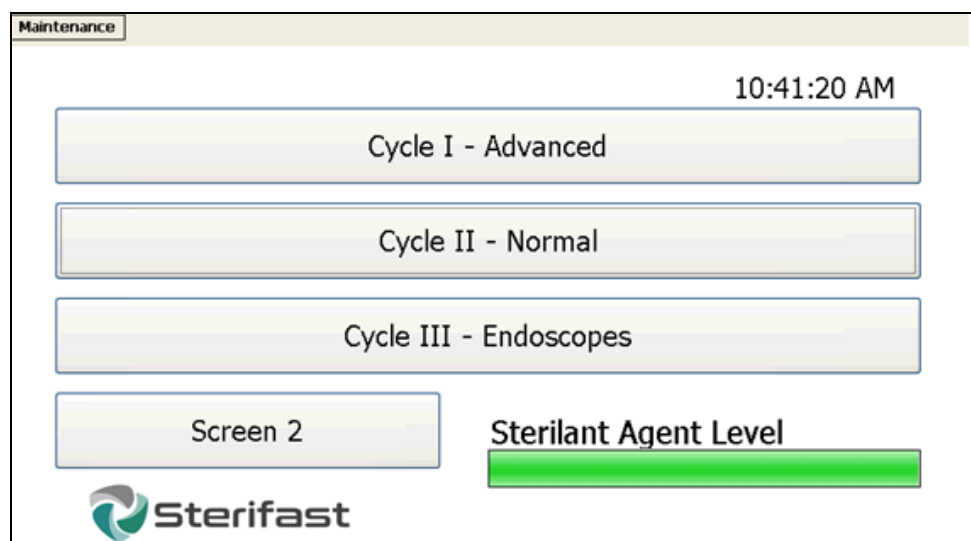 Maintenance
10:41:20 AM
Cycle I - Advanced
Cycle II - Normal
Cycle III - Endoscopes
Screen 2
Sterilant Agent Level
Sterifast